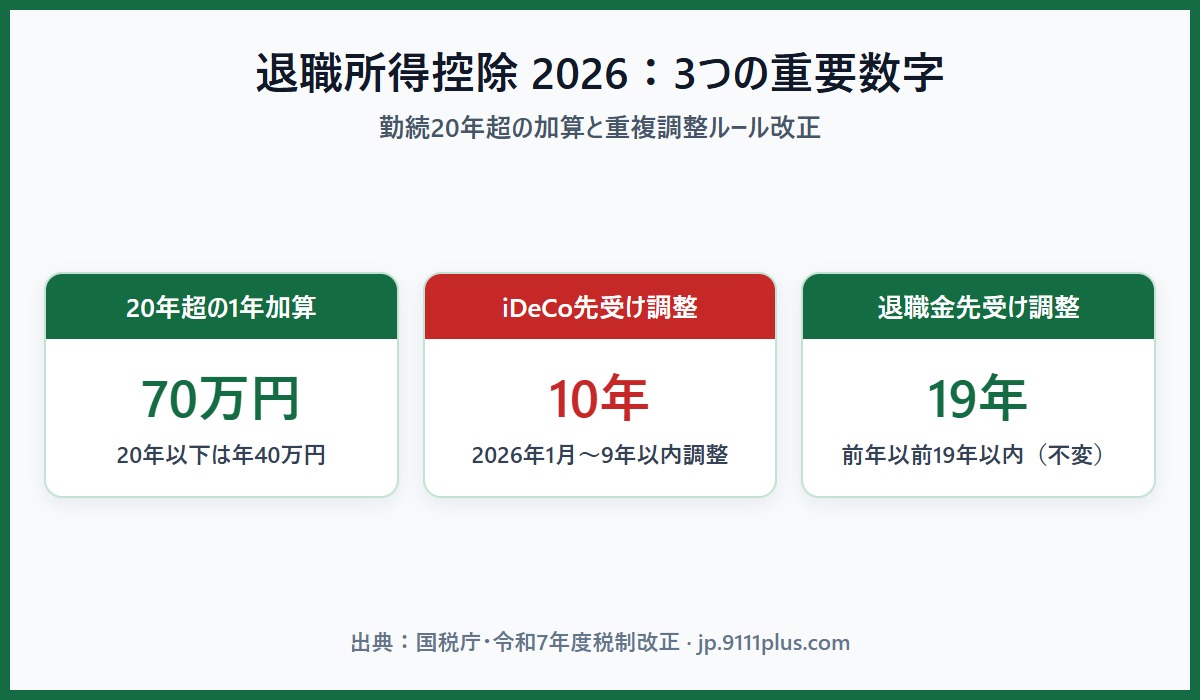 退職所得控除 2026：3つの重要数字
勤続20年超の加算と重複調整ルール改正
20年超の1年加算
70万円
20年以下は年40万円
iDeCo先受け調整
10年
2026年1月〜9年以内調整
退職金先受け調整
19年
前年以前19年以内（不変）
出典：国税庁･令和7年度税制改正 · jp.9111plus.com